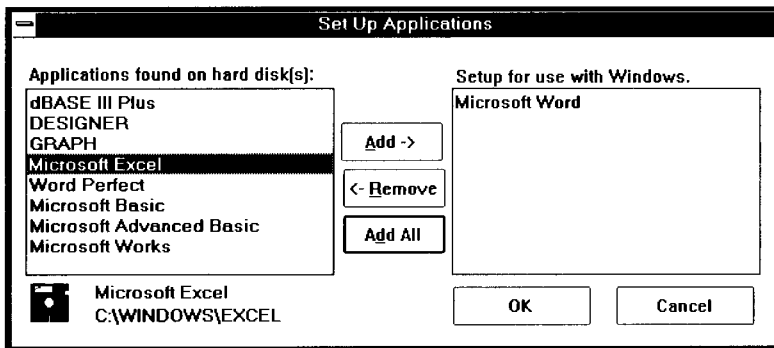 Set Up Applications
Applications found on hard disk(s):
dBASE III Plus
DESIGNER
GRAPH
Microsoft Excel
Word Perfect
Microsoft Basic
Microsoft Advanced Basic
Microsoft Works
Add ->
<- Remove
Add All
Setup for use with Windows.
Microsoft Word
Microsoft Excel
C:\WINDOWS\EXCEL
OK
Cancel